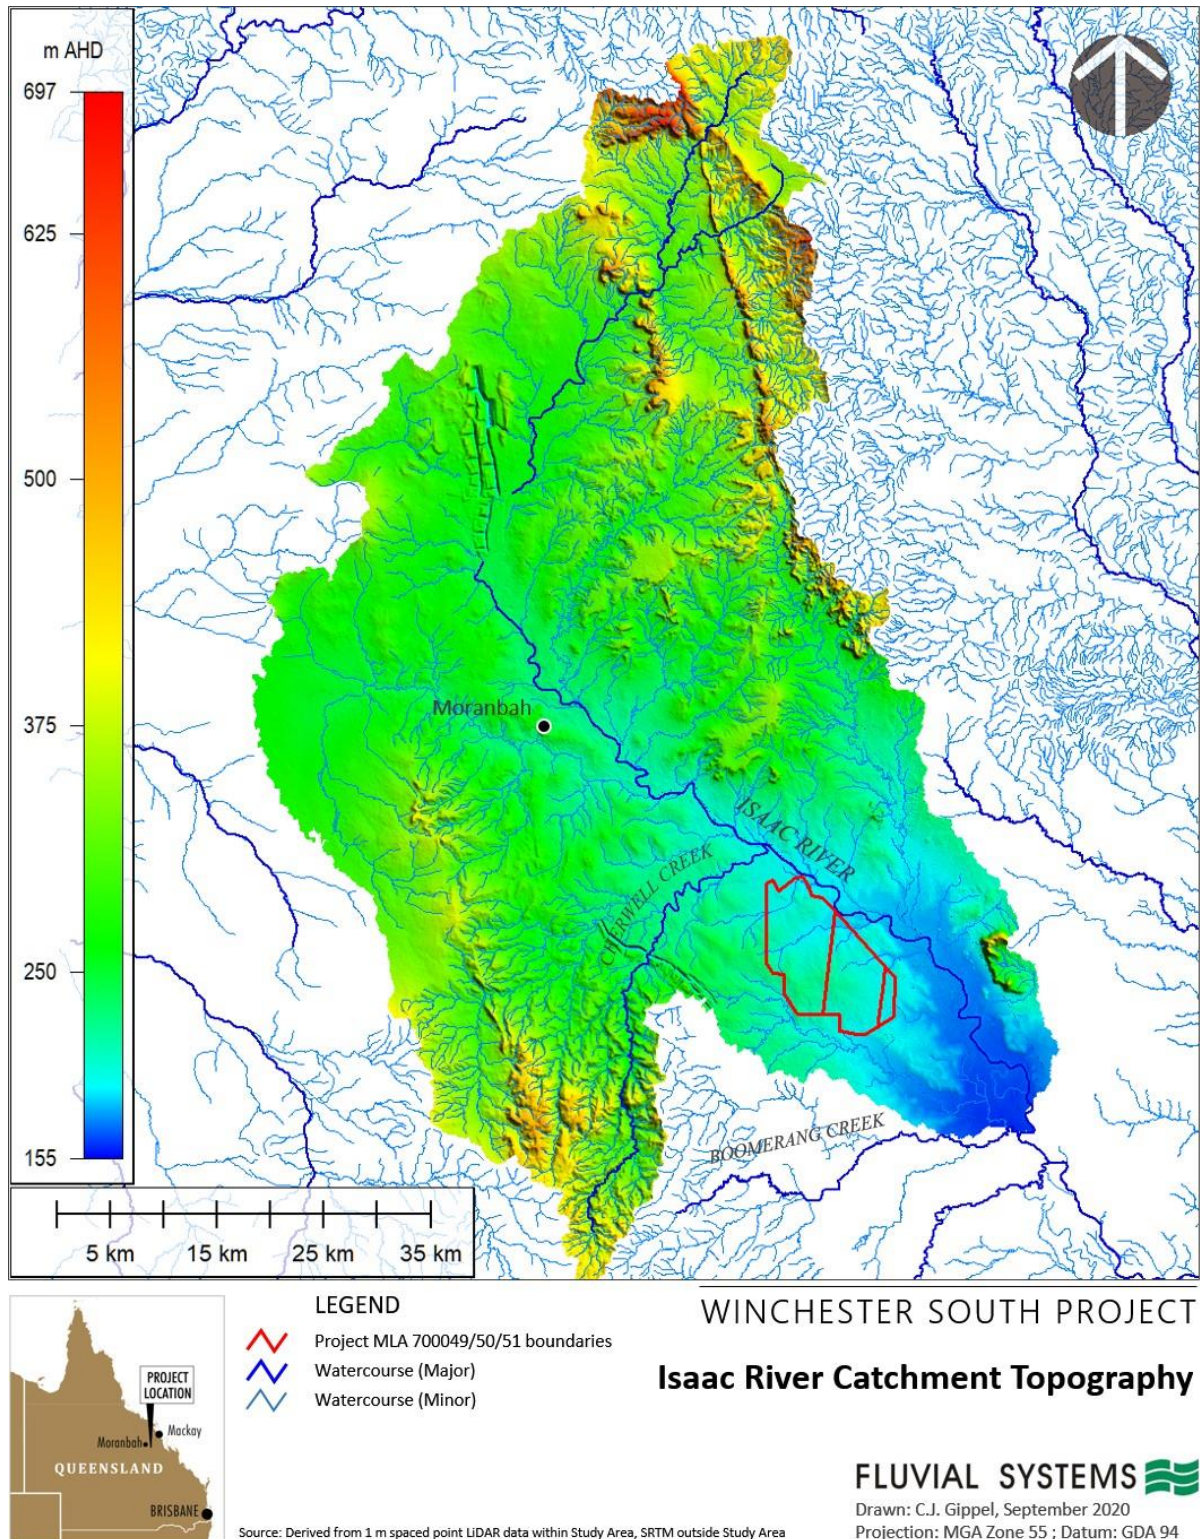 m AHD
697
625
500
375
250
155
Moranbah
ISAAC RIVER
CHERWELL CREEK
BOOMERANG CREEK
5 km 15 km 25 km 35 km
LEGEND
Project MLA 700049/50/51 boundaries
Watercourse (Major)
Watercourse (Minor)
PROJECT
LOCATION
Mackay
Moranbah
QUEENSLAND
BRISBANE
Source: Derived from 1 m spaced point LiDAR data within Study Area, SRTM outside Study Area
WINCHESTER SOUTH PROJECT
Isaac River Catchment Topography
FLUVIAL SYSTEMS
Drawn: C.J. Gippel, September 2020
Projection: MGA Zone 55 ; Datum: GDA 94